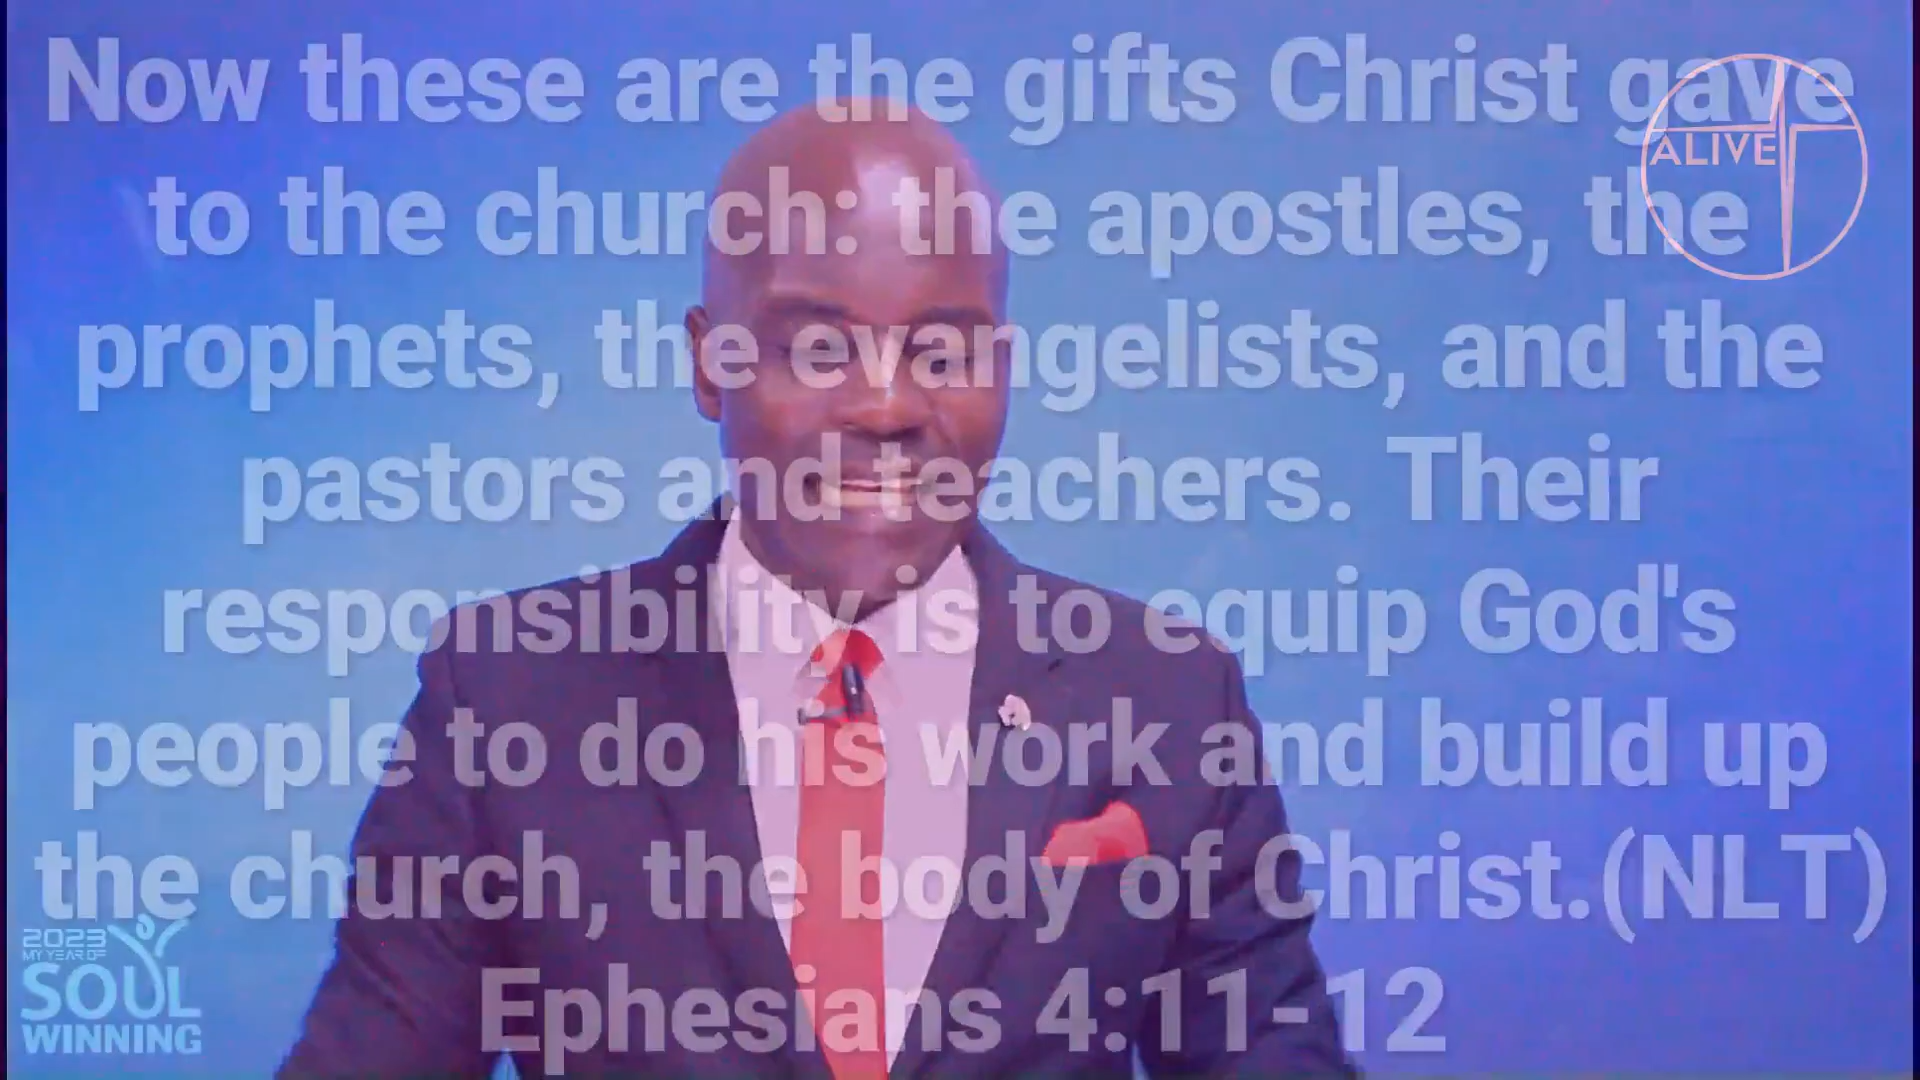 Now these are the gifts Christ gave
to the church: the apostles, the
prophets, the evangelists, and the
pastors and teachers. Their
responsibility is to equip God's
people to do his work and build up
the church, the body of Christ.(NLT)
Ephesians 4:11-12
ALIVE
2023
MY YEAR OF
SOUL
WINNING